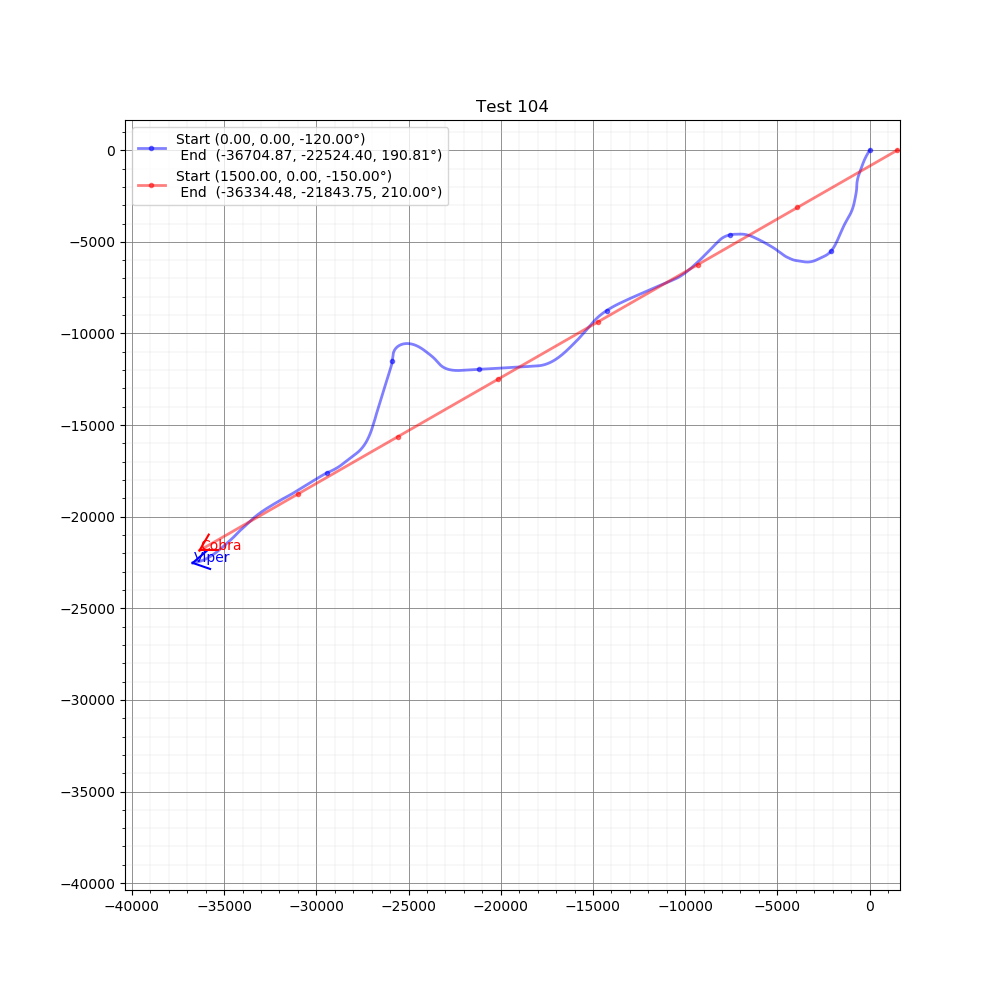 Test 104
Start (0.00, 0.00, -120.00°)
End (-36704.87, -22524.40, 190.81°)
Start (1500.00, 0.00, -150.00°)
End (-36334.48, -21843.75, 210.00°)
0
−5000
−10000
−15000
−20000
Cobra
Viper
−25000
−30000
−35000
−40000
−40000 −35000 −30000 −25000 −20000 −15000 −10000 −5000 0